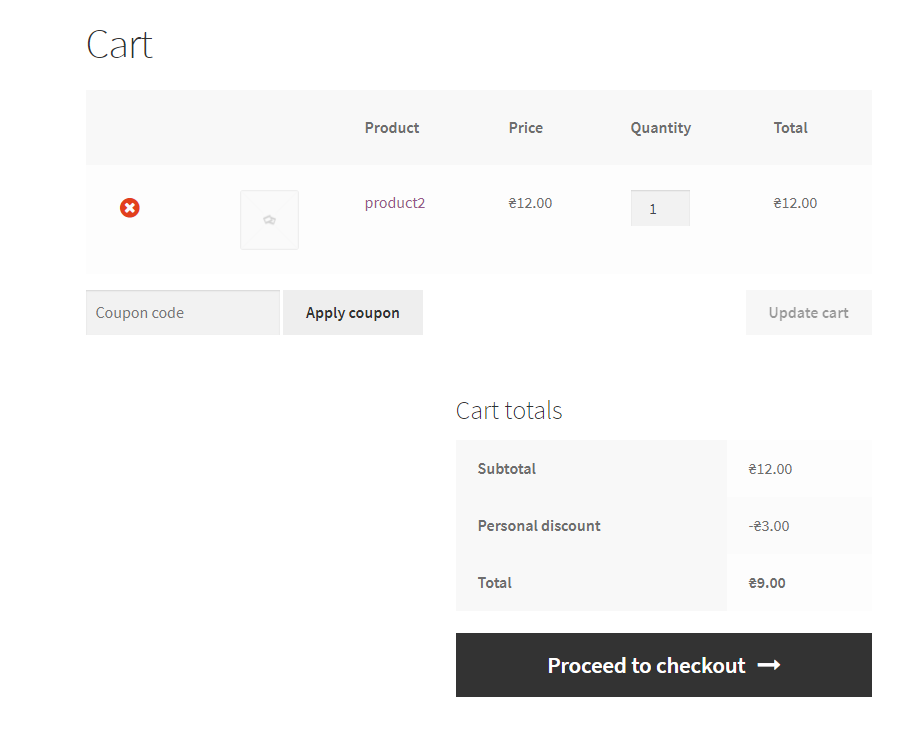 Cart
Product Price Quantity Total
product2 ₴12.00 1 ₴12.00
Coupon code Apply coupon Update cart
Cart totals
Subtotal ₴12.00
Personal discount -₴3.00
Total ₴9.00
Proceed to checkout →